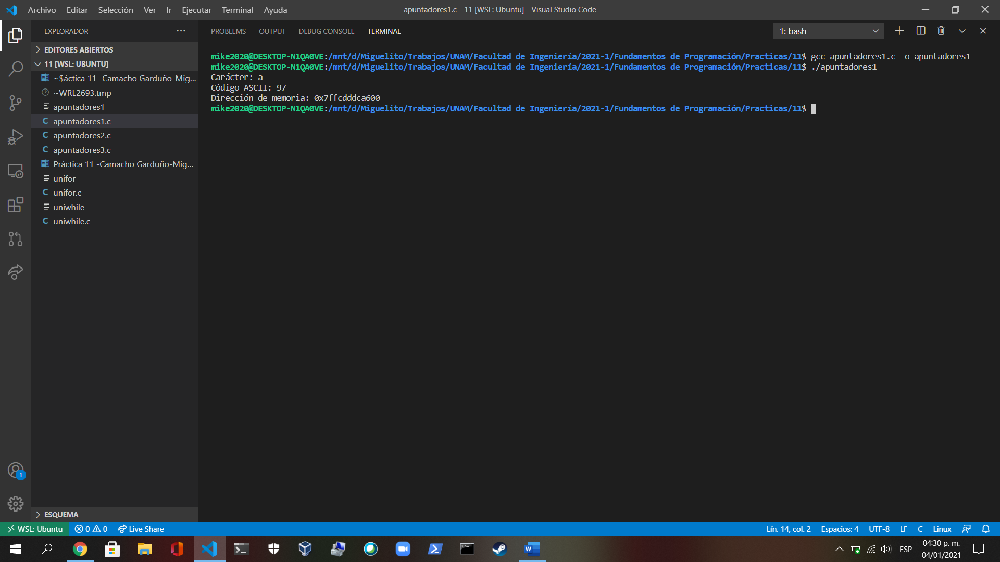 Archivo Editar Selección Ver Ir Ejecutar Terminal Ayuda
apuntadores1.c - 11 [WSL: Ubuntu] - Visual Studio Code
EXPLORADOR
EDITORES ABIERTOS
11 [WSL: UBUNTU]
~$áctica 11 -Camacho Garduño-Mig...
~WRL2693.tmp
apuntadores1
apuntadores1.c
apuntadores2.c
apuntadores3.c
Práctica 11 -Camacho Garduño-Mig...
unifor
unifor.c
uniwhile
uniwhile.c
ESQUEMA
PROBLEMS OUTPUT DEBUG CONSOLE TERMINAL
1: bash
mike2020@DESKTOP-N1QA0VE:/mnt/d/Miguelito/Trabajos/UNAM/Facultad de Ingeniería/2021-1/Fundamentos de Programación/Practicas/11$ gcc apuntadores1.c -o apuntadores1
mike2020@DESKTOP-N1QA0VE:/mnt/d/Miguelito/Trabajos/UNAM/Facultad de Ingeniería/2021-1/Fundamentos de Programación/Practicas/11$ ./apuntadores1
Carácter: a
Código ASCII: 97
Dirección de memoria: 0x7ffcdddca600
mike2020@DESKTOP-N1QA0VE:/mnt/d/Miguelito/Trabajos/UNAM/Facultad de Ingeniería/2021-1/Fundamentos de Programación/Practicas/11$
1
WSL: Ubuntu 0 0 Live Share
Lín. 14, col. 2 Espacios: 4 UTF-8 LF C Linux
ESP
04:30 p. m.
04/01/2021